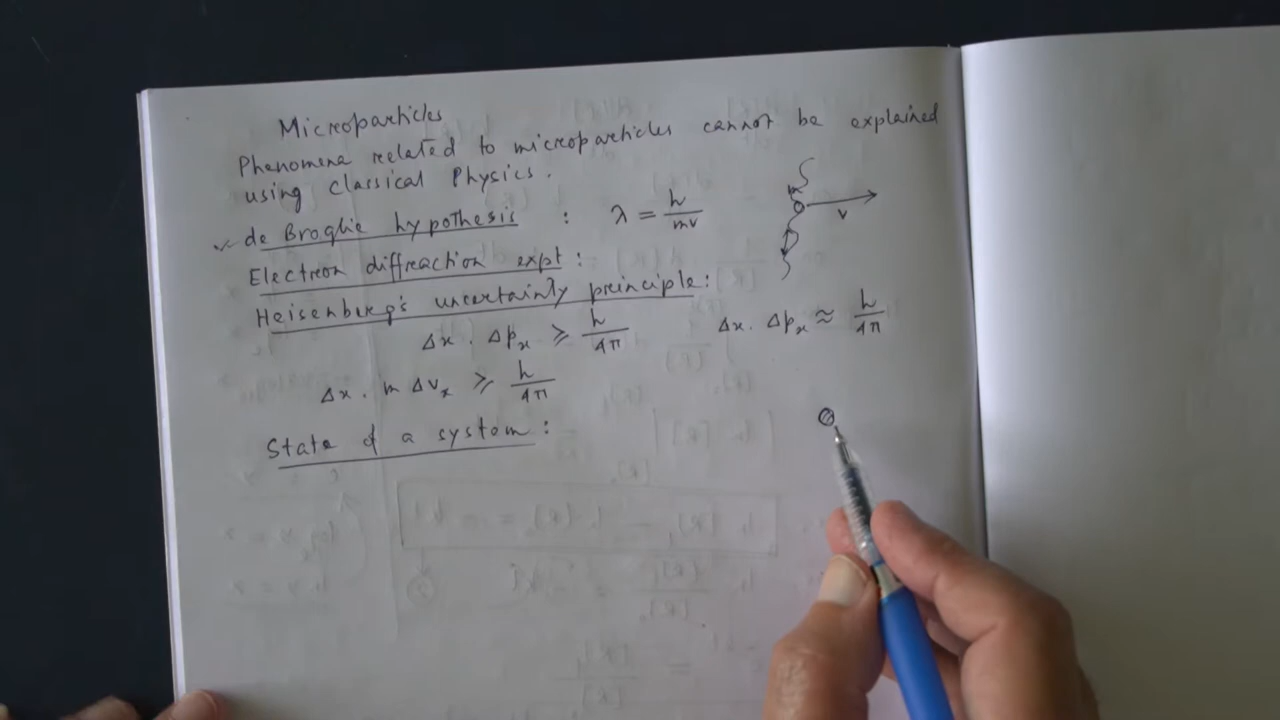 Microparticles
Phenomena related to microparticles cannot be explained
using Classical Physics.
de Broglie hypothesis : λ = h/mv
v
Electron diffraction expt :
Heisenberg's uncertainty principle :
Δx . Δpₓ ⩾ h/4π Δx . Δpₓ ≈ h/4π
Δx . m Δvₓ ⩾ h/4π
State of a system :